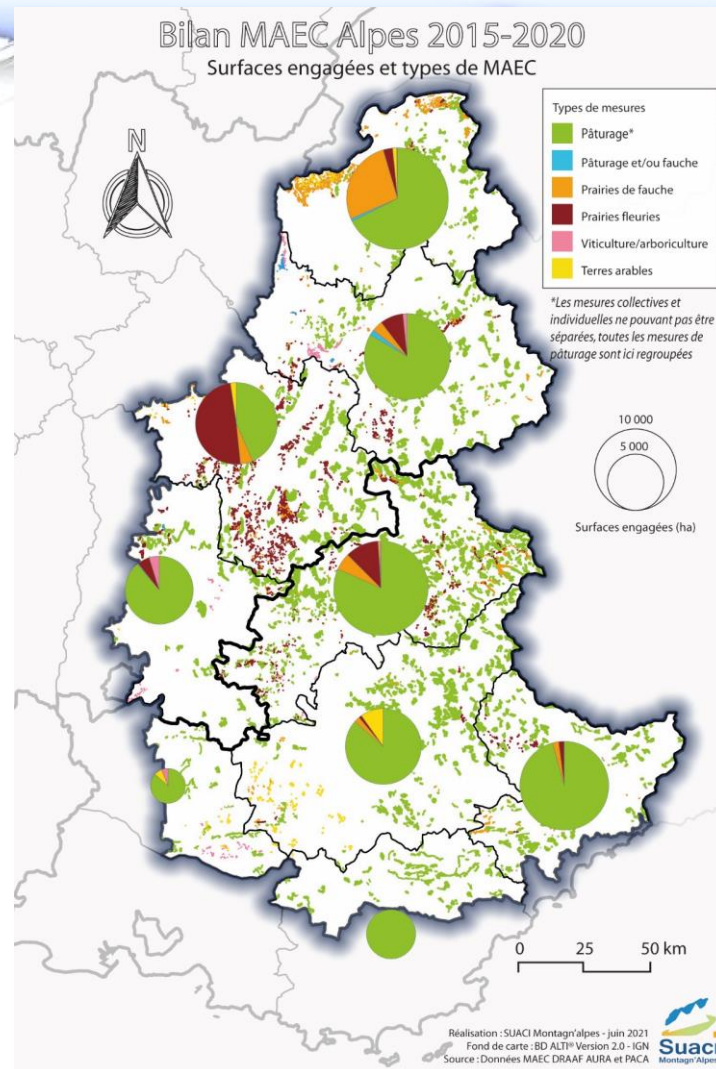 Bilan MAEC Alpes 2015-2020
Surfaces engagées et types de MAEC
N
Types de mesures
Pâturage*
Pâturage et/ou fauche
Prairies de fauche
Prairies fleuries
Viticulture/arboriculture
Terres arables
*Les mesures collectives et
individuelles ne pouvant pas être
séparées, toutes les mesures de
pâturage sont ici regroupées
10 000
5 000
Surfaces engagées (ha)
0 25 50 km
Réalisation : SUACI Montagn'alpes - juin 2021
Fond de carte : BD ALTI® Version 2.0 - IGN
Source : Données MAEC DRAAF AURA et PACA
Suaci
Montagn'Alpes